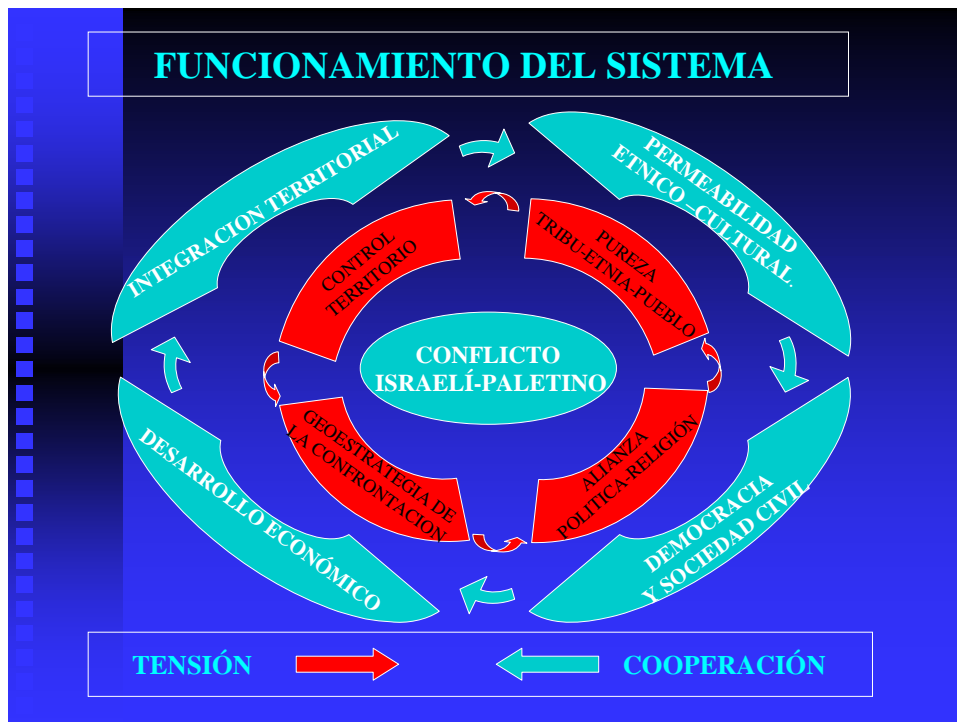 FUNCIONAMIENTO DEL SISTEMA
INTEGRACION TERRITORIAL
PERMEABILIDAD
ETNICO –CULTURAL.
CONTROL
TERRITORIO
PUREZA
TRIBU-ETNIA-PUEBLO
CONFLICTO
ISRAELÍ-PALETINO
GEOESTRATEGIA DE
LA CONFRONTACION
ALIANZA
POLITICA-RELIGIÓN
DESARROLLO ECONÓMICO
DEMOCRACIA
Y SOCIEDAD CIVIL
TENSIÓN
COOPERACIÓN